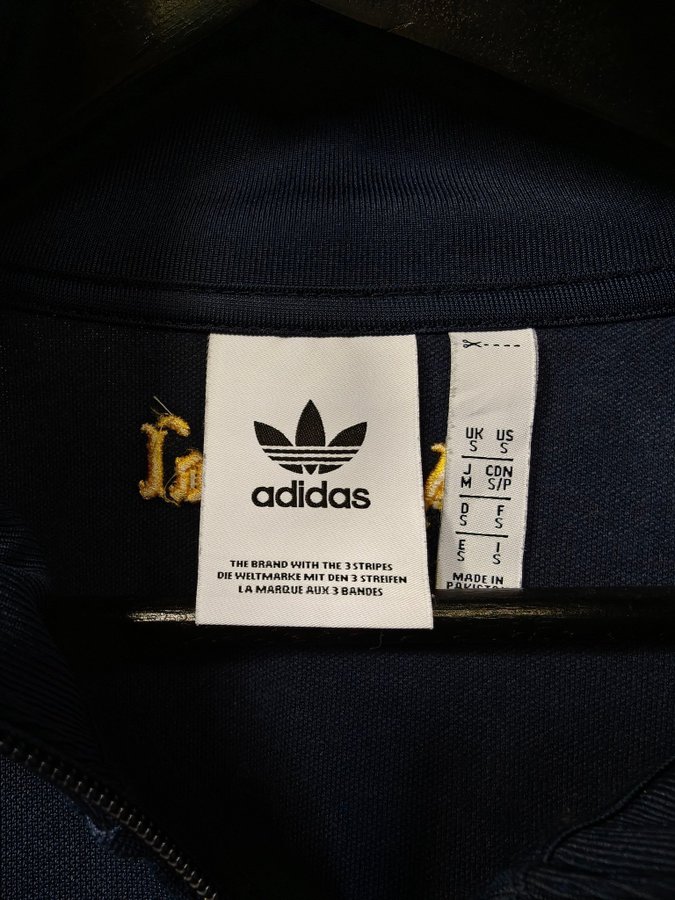 adidas
THE BRAND WITH THE 3 STRIPES
DIE WELTMARKE MIT DEN 3 STREIFEN
LA MARQUE AUX 3 BANDES
UK US
S S
J CDN
M S/P
D F
S S
E I
S S
MADE IN
PAKISTAN